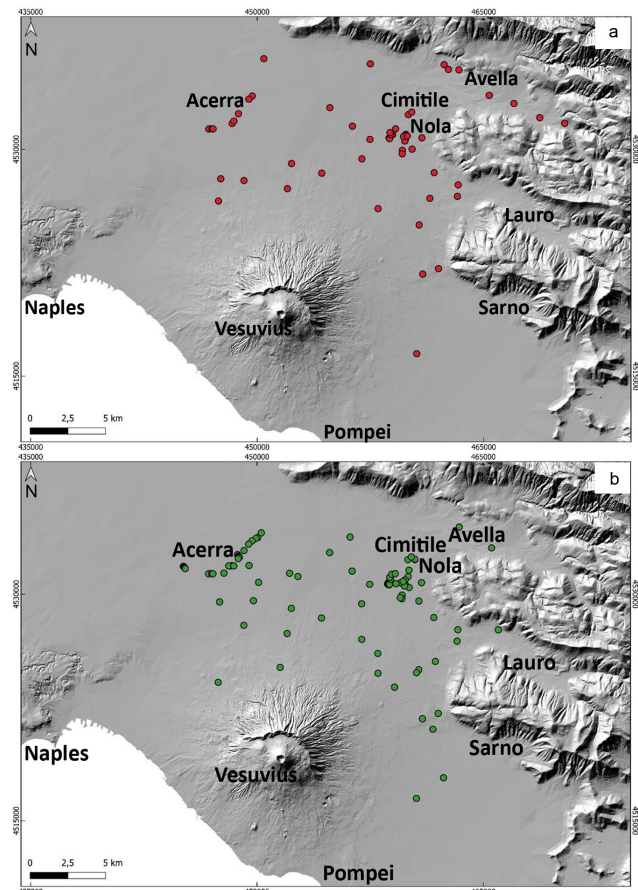 435000 450000 465000
N
a
Avella
Acerra
Cimitile
Nola
4530000 4530000
Lauro
Naples
Sarno
Vesuvius
4515000 4515000
0 2,5 5 km
Pompei
435000 450000 465000
N
b
Avella
Acerra
Cimitile
Nola
4530000 4530000
Lauro
Naples
Sarno
Vesuvius
4515000 4515000
0 2,5 5 km
Pompei